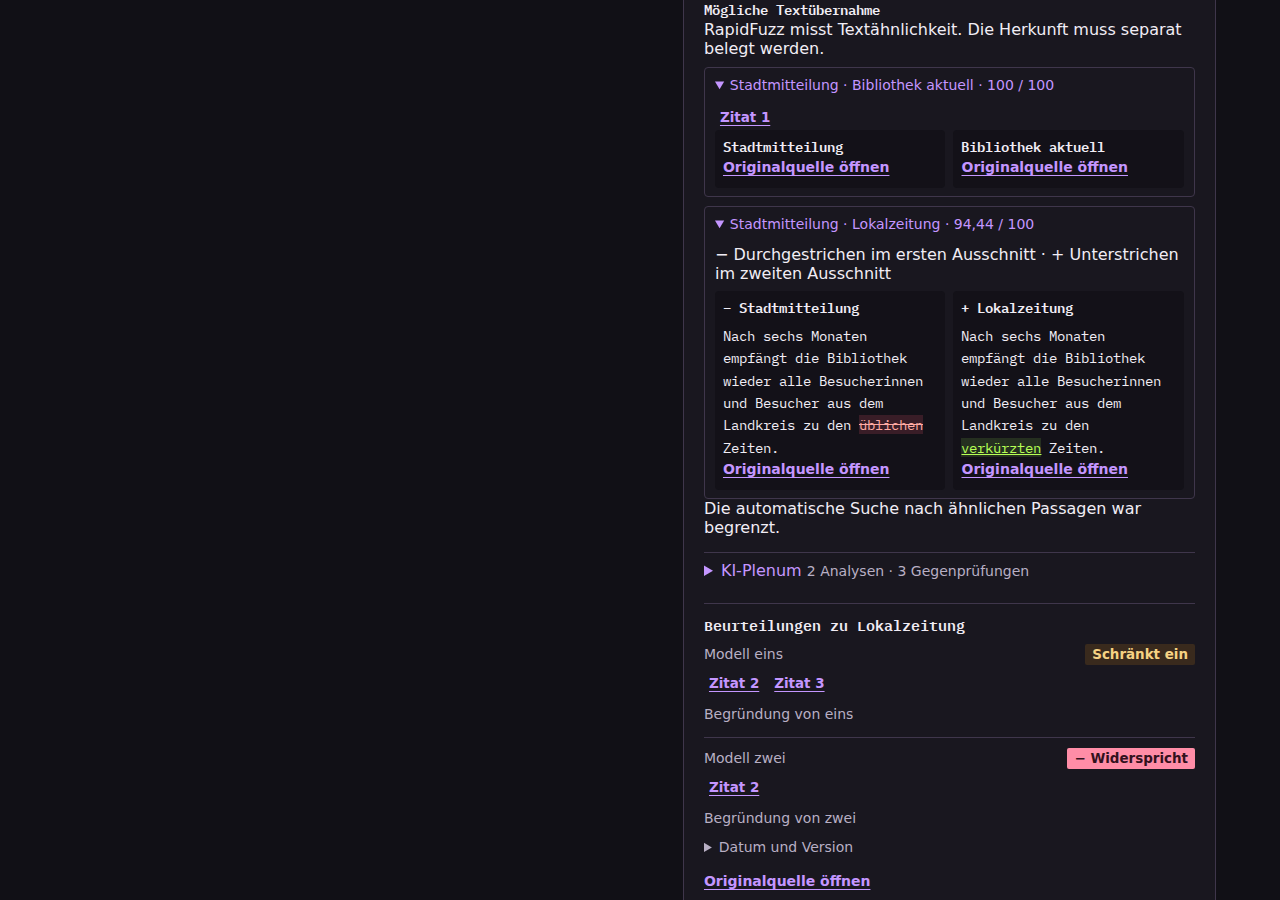 Mögliche Textübernahme
RapidFuzz misst Textähnlichkeit. Die Herkunft muss separat
belegt werden.
▼ Stadtmitteilung · Bibliothek aktuell · 100 / 100
Zitat 1
Stadtmitteilung
Originalquelle öffnen
Bibliothek aktuell
Originalquelle öffnen
▼ Stadtmitteilung · Lokalzeitung · 94,44 / 100
− Durchgestrichen im ersten Ausschnitt · + Unterstrichen
im zweiten Ausschnitt
− Stadtmitteilung
Nach sechs Monaten
empfängt die Bibliothek
wieder alle Besucherinnen
und Besucher aus dem
Landkreis zu den üblichen
Zeiten.
Originalquelle öffnen
+ Lokalzeitung
Nach sechs Monaten
empfängt die Bibliothek
wieder alle Besucherinnen
und Besucher aus dem
Landkreis zu den
verkürzten Zeiten.
Originalquelle öffnen
Die automatische Suche nach ähnlichen Passagen war
begrenzt.
▶ KI-Plenum 2 Analysen · 3 Gegenprüfungen
Beurteilungen zu Lokalzeitung
Modell eins Schränkt ein
Zitat 2 Zitat 3
Begründung von eins
Modell zwei − Widerspricht
Zitat 2
Begründung von zwei
▶ Datum und Version
Originalquelle öffnen